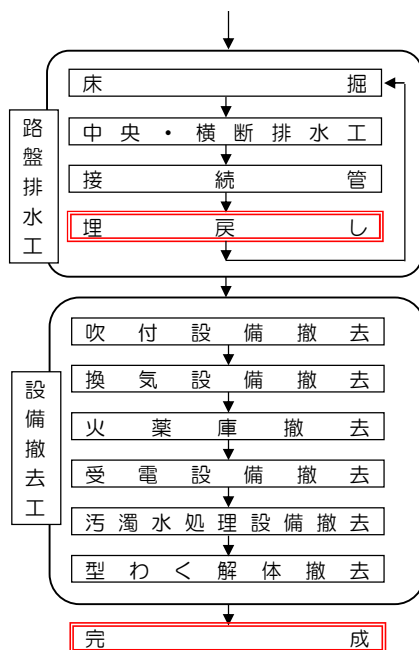 路盤排水工
床掘
中央・横断排水工
接続管
埋戻し
設備撤去工
吹付設備撤去
換気設備撤去
火薬庫撤去
受電設備撤去
汚濁水処理設備撤去
型わく解体撤去
完成